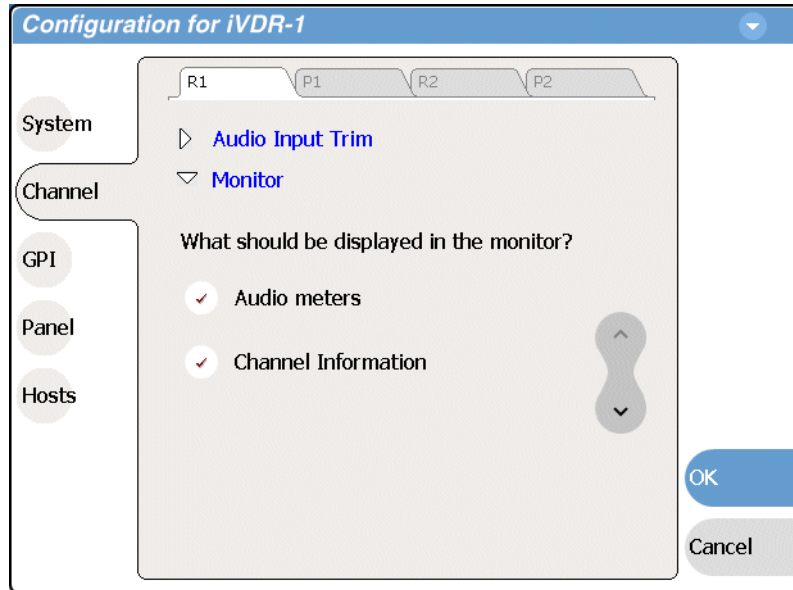 Configuration for iVDR-1
R1
P1
R2
P2
System
Channel
GPI
Panel
Hosts
Audio Input Trim
Monitor
What should be displayed in the monitor?
Audio meters
Channel Information
OK
Cancel